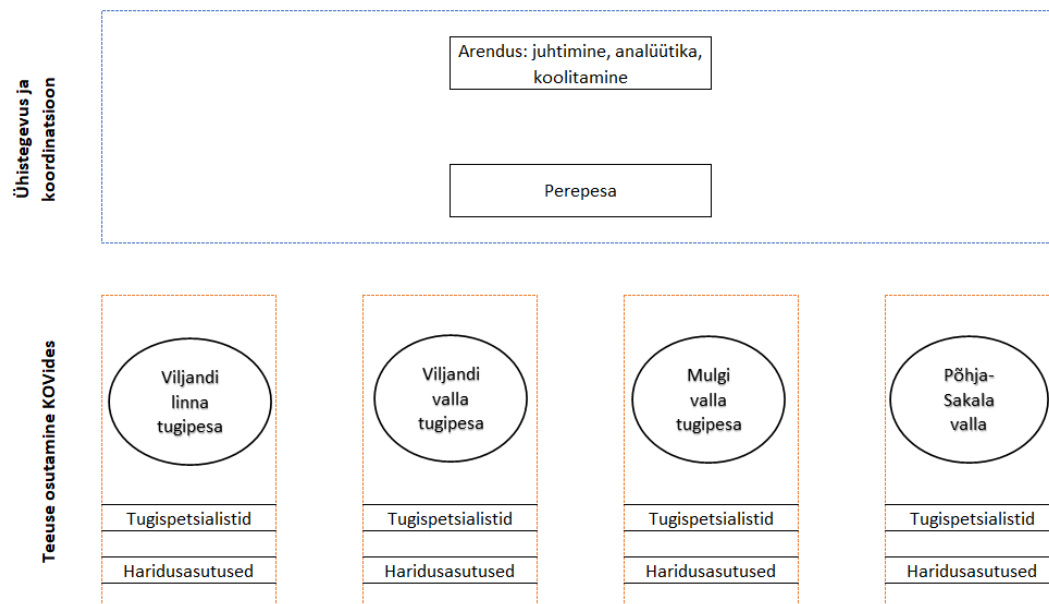 Ühistegevus ja
koordinatsioon
Arendus: juhtimine, analüütika,
koolitamine
Perepesa
Teeuse osutamine KOVides
Viljandi
linna
tugipesa
Viljandi
valla
tugipesa
Mulgi
valla
tugipesa
Põhja-
Sakala
valla
Tugispetsialistid
Tugispetsialistid
Tugispetsialistid
Tugispetsialistid
Haridusasutused
Haridusasutused
Haridusasutused
Haridusasutused